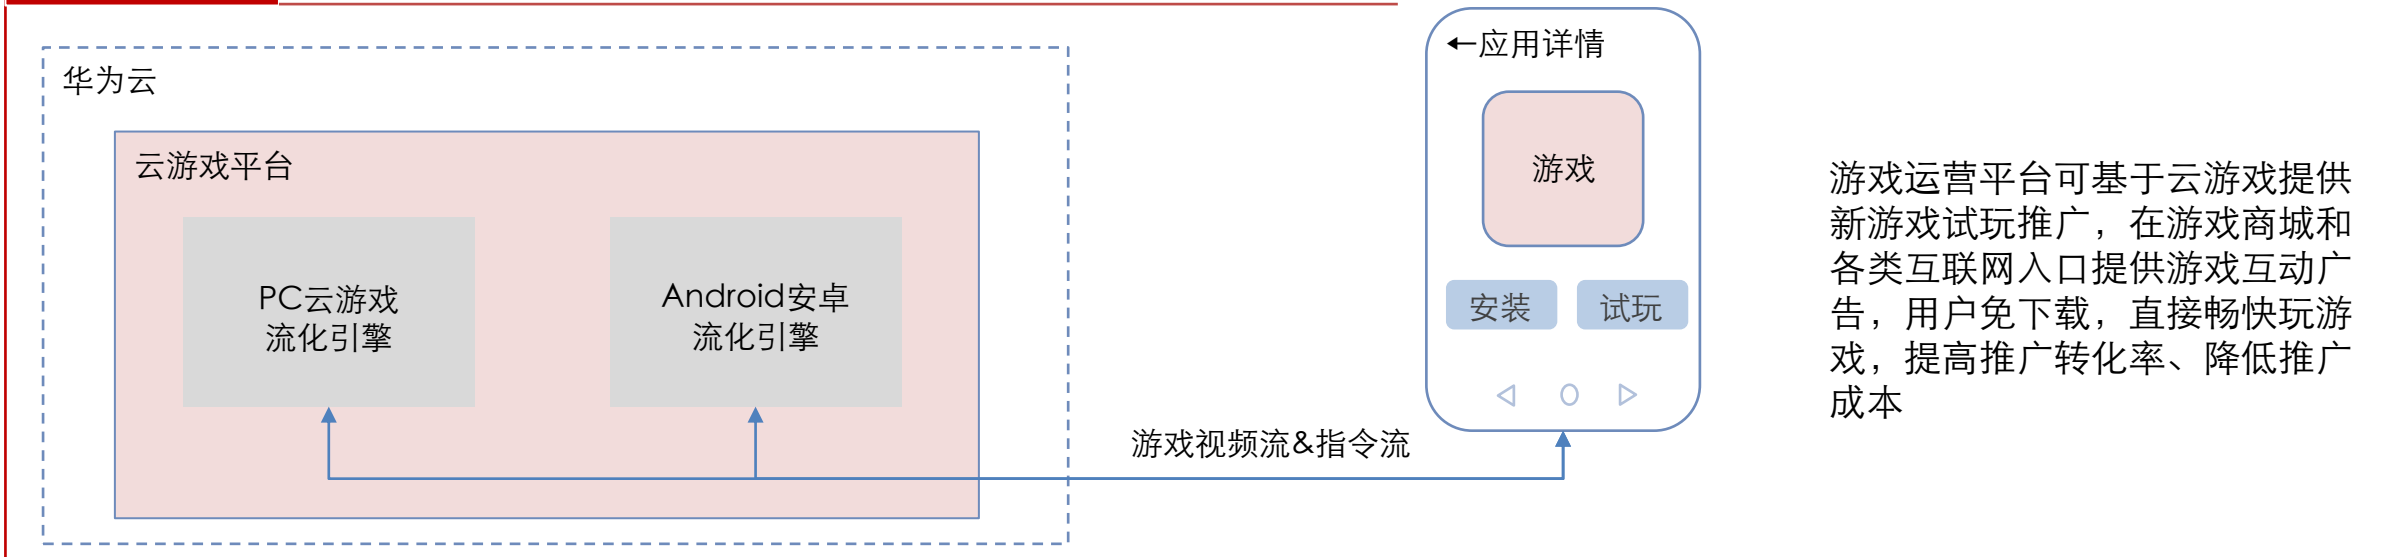 华为云
云游戏平台
PC云游戏
流化引擎
Android安卓
流化引擎
游戏视频流&指令流
←应用详情
游戏
安装
试玩
游戏运营平台可基于云游戏提供
新游戏试玩推广，在游戏商城和
各类互联网入口提供游戏互动广
告，用户免下载，直接畅快玩游
戏，提高推广转化率、降低推广
成本